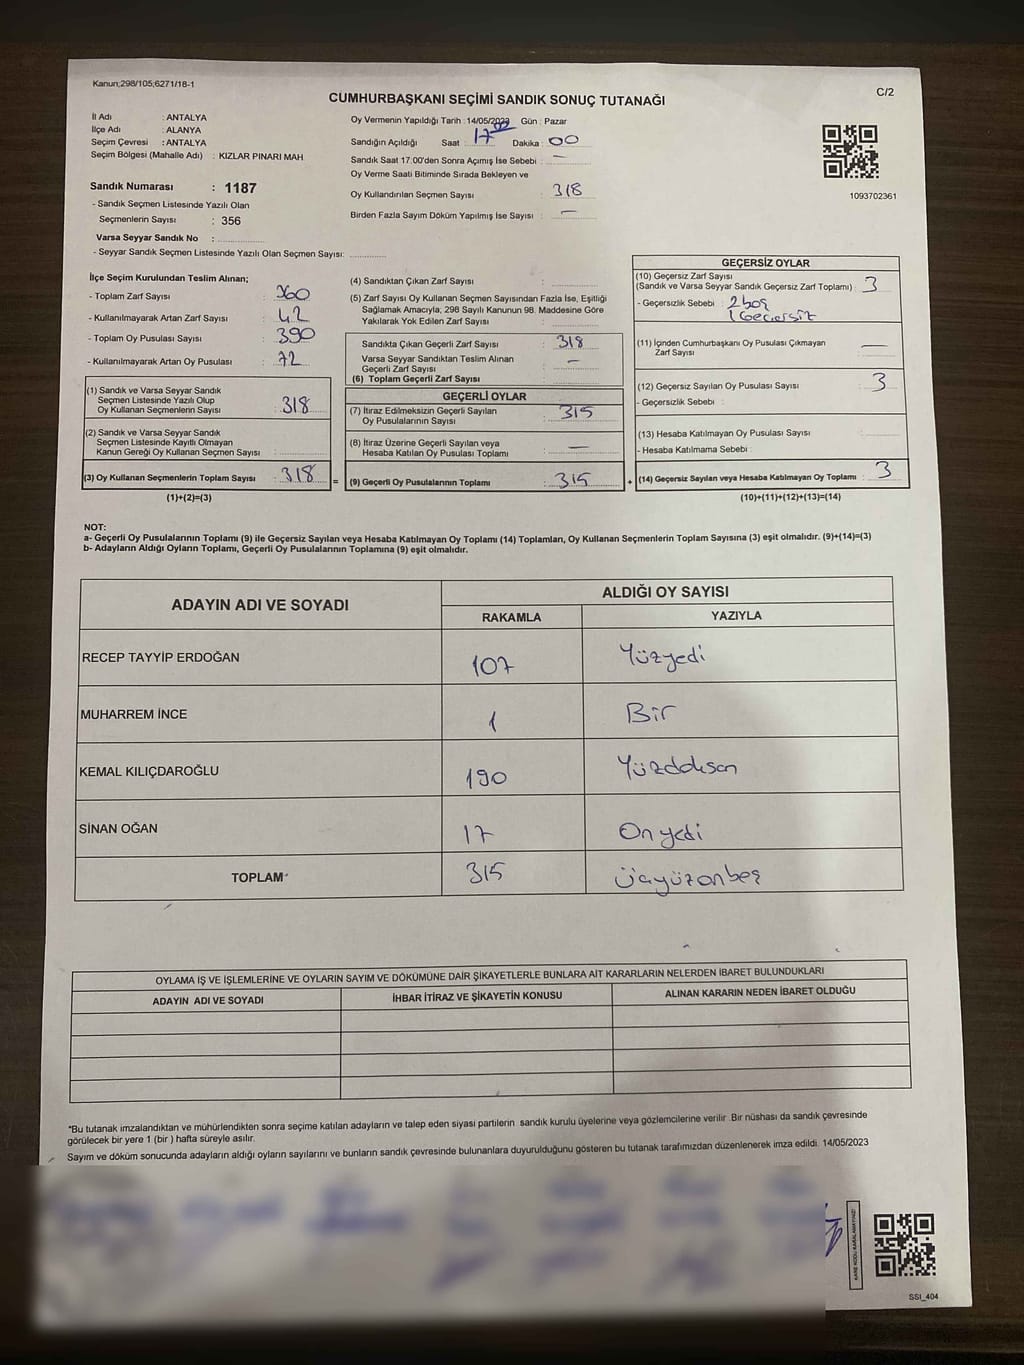 Kanun;298/105;6271/18-1
C/2
CUMHURBAŞKANI SEÇİMİ SANDIK SONUÇ TUTANAĞI
İl Adı : ANTALYA
İlçe Adı : ALANYA
Seçim Çevresi : ANTALYA
Seçim Bölgesi (Mahalle Adı) : KIZLAR PINARI MAH
Sandık Numarası : 1187
- Sandık Seçmen Listesinde Yazılı Olan
Seçmenlerin Sayısı : 356
Varsa Seyyar Sandık No :
- Seyyar Sandık Seçmen Listesinde Yazılı Olan Seçmen Sayısı:
Oy Vermenin Yapıldığı Tarih : 14/05/2023 Gün : Pazar
Sandığın Açıldığı Saat : 17 Dakika : 00
Sandık Saat 17:00'den Sonra Açımış İse Sebebi : —
Oy Verme Saati Bitiminde Sırada Bekleyen ve
Oy Kullandırılan Seçmen Sayısı : 318
Birden Fazla Sayım Döküm Yapılmış İse Sayısı : —
1093702361
İlçe Seçim Kurulundan Teslim Alınan;
- Toplam Zarf Sayısı : 360
- Kullanılmayarak Artan Zarf Sayısı : 42
- Toplam Oy Pusulası Sayısı : 390
- Kullanılmayarak Artan Oy Pusulası : 72
(1) Sandık ve Varsa Seyyar Sandık
Seçmen Listesinde Yazılı Olup
Oy Kullanan Seçmenlerin Sayısı : 318
(2) Sandık ve Varsa Seyyar Sandık
Seçmen Listesinde Kayıtlı Olmayan
Kanun Gereği Oy Kullanan Seçmen Sayısı :
(3) Oy Kullanan Seçmenlerin Toplam Sayısı : 318
(1)+(2)=(3)
(4) Sandıktan Çıkan Zarf Sayısı :
(5) Zarf Sayısı Oy Kullanan Seçmen Sayısından Fazla İse, Eşitliği
Sağlamak Amacıyla, 298 Sayılı Kanunun 98. Maddesine Göre
Yakılarak Yok Edilen Zarf Sayısı :
Sandıkta Çıkan Geçerli Zarf Sayısı : 318
Varsa Seyyar Sandıktan Teslim Alınan
Geçerli Zarf Sayısı : —
(6) Toplam Geçerli Zarf Sayısı :
GEÇERLİ OYLAR
(7) İtiraz Edilmeksizin Geçerli Sayılan
Oy Pusulalarının Sayısı : 315
(8) İtiraz Üzerine Geçerli Sayılan veya
Hesaba Katılan Oy Pusulası Toplamı : —
= (9) Geçerli Oy Pusulalarının Toplamı : 315
GEÇERSİZ OYLAR
(10) Geçersiz Zarf Sayısı
(Sandık ve Varsa Seyyar Sandık Geçersiz Zarf Toplamı) : 3
- Geçersizlik Sebebi : 2 boş
1 Geçersiz
(11) İçinden Cumhurbaşkanı Oy Pusulası Çıkmayan
Zarf Sayısı : —
(12) Geçersiz Sayılan Oy Pusulası Sayısı : 3
- Geçersizlik Sebebi :
(13) Hesaba Katılmayan Oy Pusulası Sayısı :
- Hesaba Katılmama Sebebi :
+ (14) Geçersiz Sayılan veya Hesaba Katılmayan Oy Toplamı : 3
(10)+(11)+(12)+(13)=(14)
NOT:
a- Geçerli Oy Pusulalarının Toplamı (9) ile Geçersiz Sayılan veya Hesaba Katılmayan Oy Toplamı (14) Toplamları, Oy Kullanan Seçmenlerin Toplam Sayısına (3) eşit olmalıdır. (9)+(14)=(3)
b- Adayların Aldığı Oyların Toplamı, Geçerli Oy Pusulalarının Toplamına (9) eşit olmalıdır.
ADAYIN ADI VE SOYADI ALDIĞI OY SAYISI
RAKAMLA YAZIYLA
RECEP TAYYİP ERDOĞAN 107 Yüzyedi
MUHARREM İNCE 1 Bir
KEMAL KILIÇDAROĞLU 190 Yüzdoksan
SİNAN OĞAN 17 Onyedi
TOPLAM* 315 Üçyüzonbeş
OYLAMA İŞ VE İŞLEMLERİNE VE OYLARIN SAYIM VE DÖKÜMÜNE DAİR ŞİKAYETLERLE BUNLARA AİT KARARLARIN NELERDEN İBARET BULUNDUKLARI
ADAYIN ADI VE SOYADI İHBAR İTİRAZ VE ŞİKAYETİN KONUSU ALINAN KARARIN NEDEN İBARET OLDUĞU
*Bu tutanak imzalandıktan ve mühürlendikten sonra seçime katılan adayların ve talep eden siyasi partilerin sandık kurulu üyelerine veya gözlemcilerine verilir .Bir nüshası da sandık çevresinde
görülecek bir yere 1 (bir ) hafta süreyle asılır.
Sayım ve döküm sonucunda adayların aldığı oyların sayılarını ve bunların sandık çevresinde bulunanlara duyurulduğunu gösteren bu tutanak tarafımızdan düzenlenerek imza edildi. 14/05/2023
KARE KODU KARALAMAYINIZ!
SSI_404